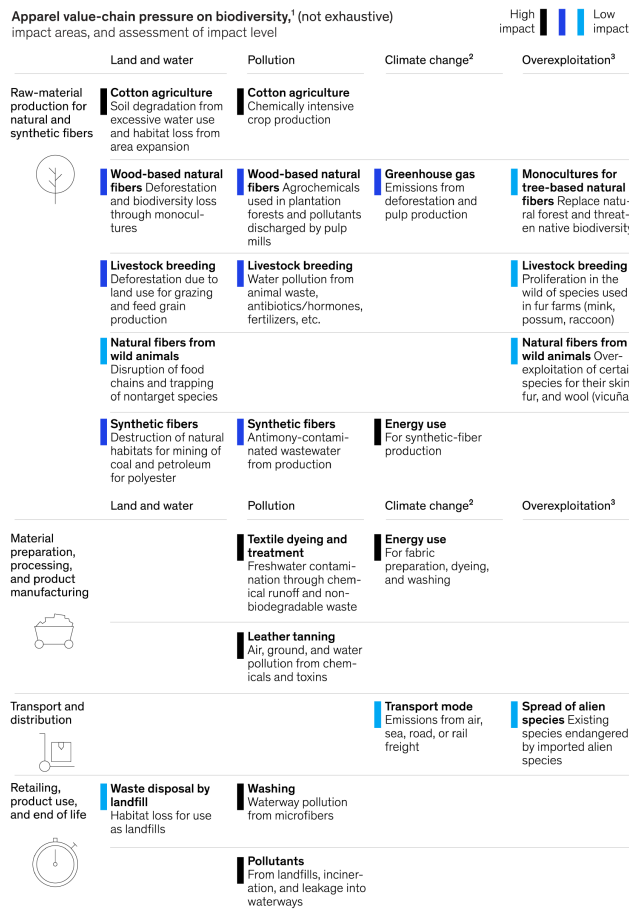 Apparel value-chain pressure on biodiversity,¹ (not exhaustive)
impact areas, and assessment of impact level
High
impact
Low
impact
Land and water
Pollution
Climate change²
Overexploitation³
Raw-material
production for
natural and
synthetic fibers
Cotton agriculture
Soil degradation from
excessive water use
and habitat loss from
area expansion
Cotton agriculture
Chemically intensive
crop production
Wood-based natural
fibers Deforestation
and biodiversity loss
through monocul-
tures
Wood-based natural
fibers Agrochemicals
used in plantation
forests and pollutants
discharged by pulp
mills
Greenhouse gas
Emissions from
deforestation and
pulp production
Monocultures for
tree-based natural
fibers Replace natu-
ral forest and threat-
en native biodiversity
Livestock breeding
Deforestation due to
land use for grazing
and feed grain
production
Livestock breeding
Water pollution from
animal waste,
antibiotics/hormones,
fertilizers, etc.
Livestock breeding
Proliferation in the
wild of species used
in fur farms (mink,
possum, raccoon)
Natural fibers from
wild animals
Disruption of food
chains and trapping
of nontarget species
Natural fibers from
wild animals Over-
exploitation of certai
species for their skin
fur, and wool (vicuña
Synthetic fibers
Destruction of natural
habitats for mining of
coal and petroleum
for polyester
Synthetic fibers
Antimony-contami-
nated wastewater
from production
Energy use
For synthetic-fiber
production
Land and water
Pollution
Climate change²
Overexploitation³
Material
preparation,
processing,
and product
manufacturing
Textile dyeing and
treatment
Freshwater contami-
nation through chem-
ical runoff and non-
biodegradable waste
Energy use
For fabric
preparation, dyeing,
and washing
Leather tanning
Air, ground, and water
pollution from chem-
icals and toxins
Transport and
distribution
Transport mode
Emissions from air,
sea, road, or rail
freight
Spread of alien
species Existing
species endangered
by imported alien
species
Retailing,
product use,
and end of life
Waste disposal by
landfill
Habitat loss for use
as landfills
Washing
Waterway pollution
from microfibers
Pollutants
From landfills, inciner-
ation, and leakage into
waterways